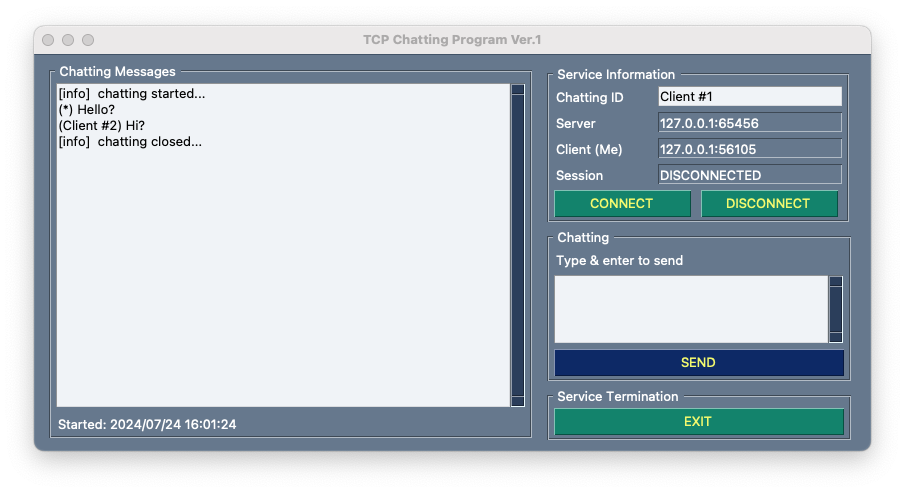 TCP Chatting Program Ver.1
Chatting Messages
[info]  chatting started...
(*) Hello?
(Client #2) Hi?
[info]  chatting closed...
Started: 2024/07/24 16:01:24
Service Information
Chatting ID Client #1
Server 127.0.0.1:65456
Client (Me) 127.0.0.1:56105
Session DISCONNECTED
CONNECT DISCONNECT
Chatting
Type & enter to send
SEND
Service Termination
EXIT